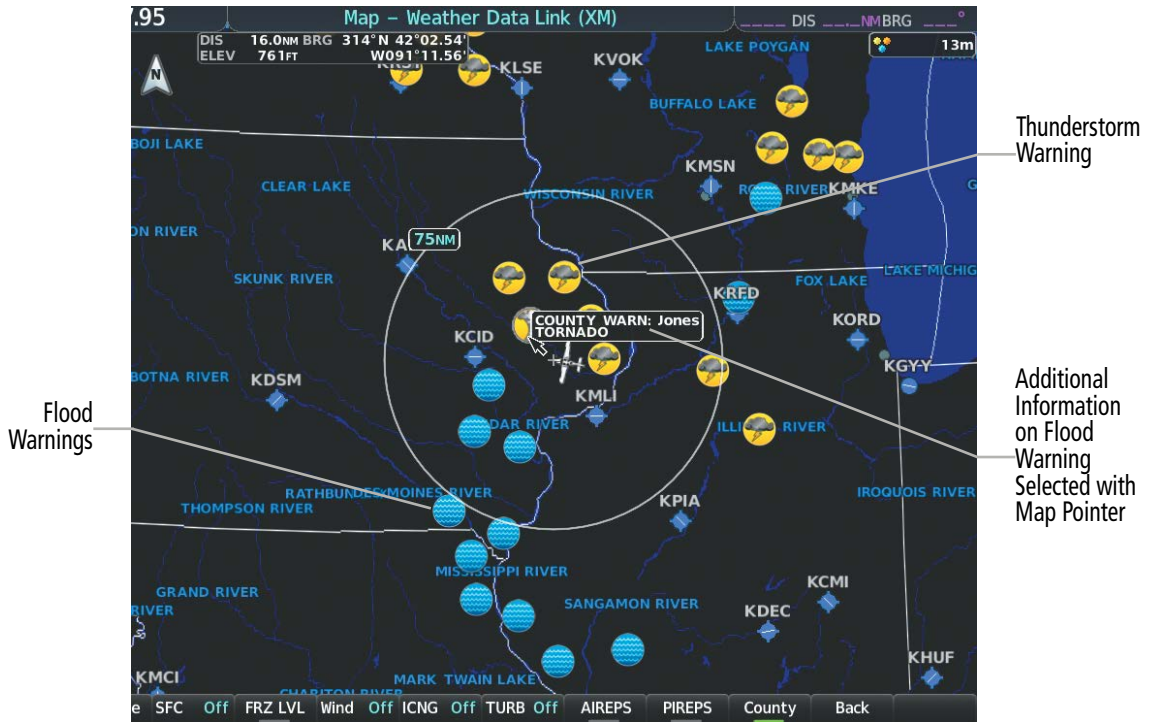 .95
Map – Weather Data Link (XM)
____ DIS __._NM BRG ___°
DIS 16.0NM BRG 314° N 42°02.54'
ELEV 761FT W091°11.56'
13m
N
LAKE POYGAN
KLSE
KVOK
BUFFALO LAKE
Thunderstorm
Warning
BOJI LAKE
KMSN
CLEAR LAKE
WISCONSIN RIVER
RIVER
KMKE
ON RIVER
75NM
SKUNK RIVER
LAKE MICHIG
FOX LAKE
KRFD
COUNTY WARN: Jones
TORNADO
KCID
KORD
KGYY
BOTNA RIVER
KDSM
KMLI
Flood
Warnings
DAR RIVER
ILLI RIVER
Additional
Information
on Flood
Warning
Selected with
Map Pointer
RATHBUN
DES MOINES RIVER
THOMPSON RIVER
IROQUOIS RIVER
KPIA
MISSISSIPPI RIVER
GRAND RIVER
RIVER
SANGAMON RIVER
KCMI
KDEC
KHUF
KMCI
MARK TWAIN LAKE
CHARITON RIVER
e SFC Off FRZ LVL Wind Off ICNG Off TURB Off AIREPS PIREPS County Back